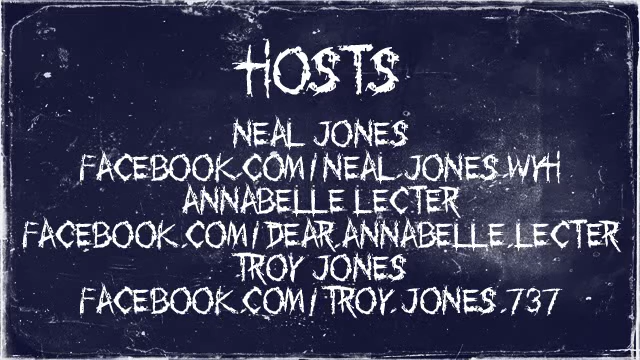 HOSTS
NEAL JONES
FACEBOOK.COM/NEAL.JONES.WYH
ANNABELLE LECTER
FACEBOOK.COM/DEAR.ANNABELLE.LECTER
TROY JONES
FACEBOOK.COM/TROY.JONES.737